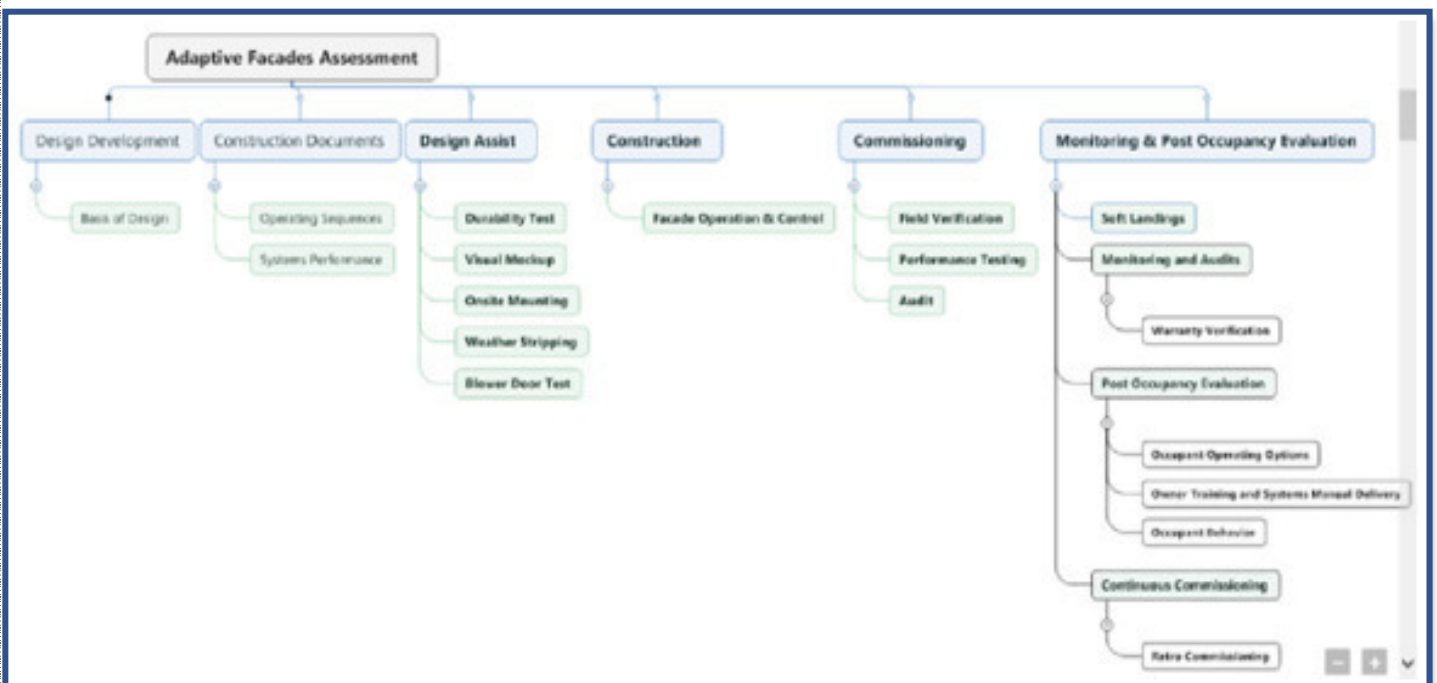 Adaptive Facades Assessment
Design Development
Construction Documents
Design Assist
Construction
Commissioning
Monitoring & Post Occupancy Evaluation
Basis of Design
Operating Sequences
Systems Performance
Durability Test
Visual Mockup
Onsite Mounting
Weather Stripping
Blower Door Test
Facade Operation & Control
Field Verification
Performance Testing
Audit
Soft Landings
Monitoring and Audits
Warranty Verification
Post Occupancy Evaluation
Occupant Operating Options
Owner Training and Systems Manual Delivery
Occupant Behavior
Continuous Commissioning
Retro Commissioning